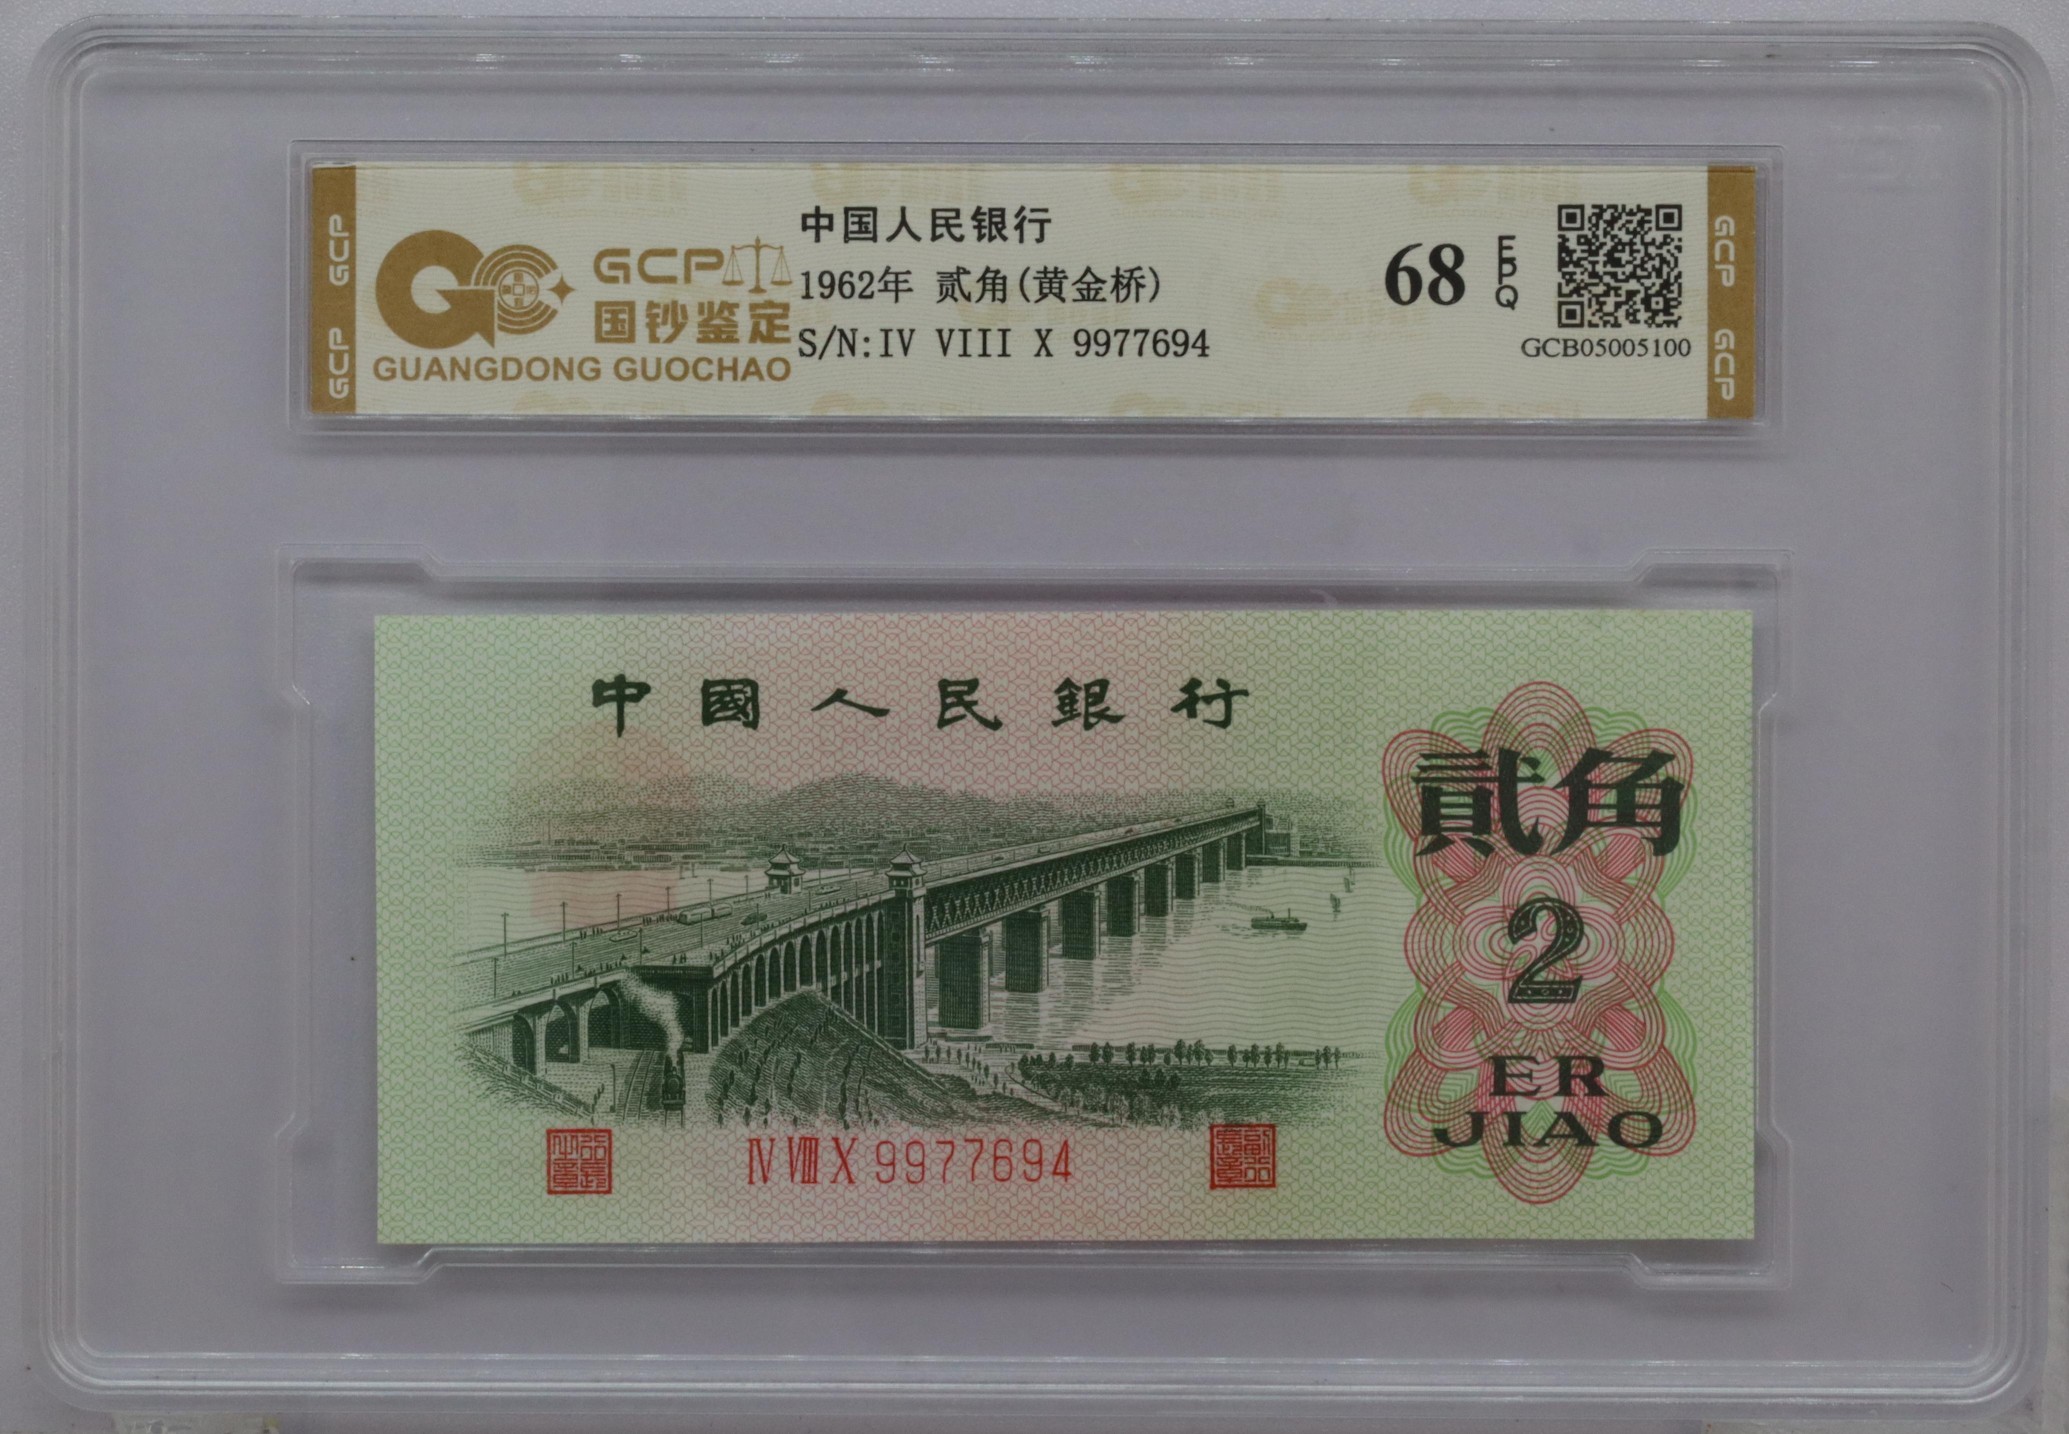 GCP
GCP
GCP
国钞鉴定
GUANGDONG GUOCHAO
中国人民银行
1962年 贰角(黄金桥)
S/N:IV VIII X 9977694
68 EPQ
GCB05005100
GCP
GCP
中國人民銀行
貳角
2
ER
JIAO
IV VIII X 9977694